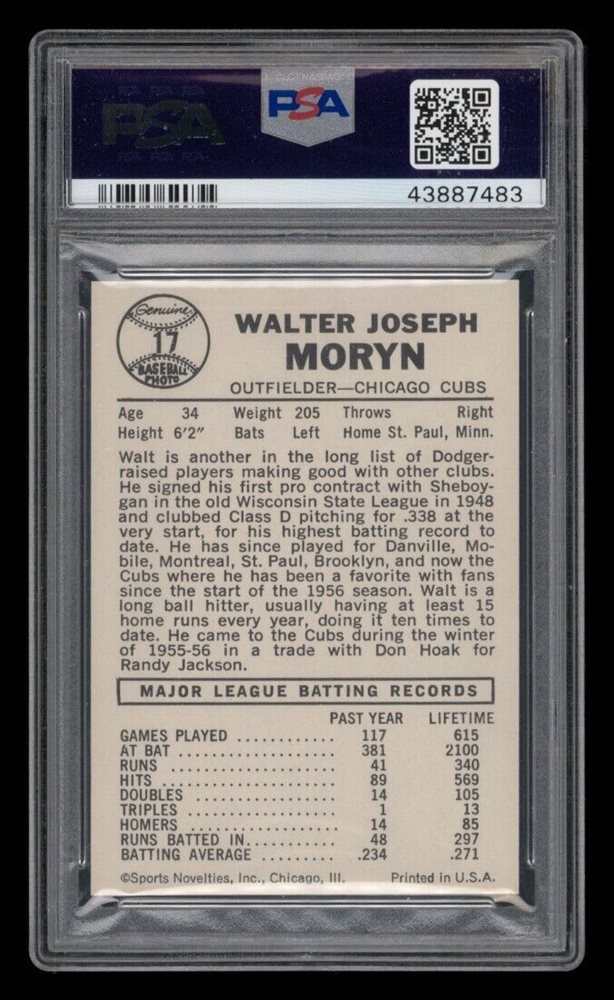 PSA
PSA
43887483
Genuine
17
BASEBALL
PHOTO
WALTER JOSEPH
MORYN
OUTFIELDER—CHICAGO CUBS
Age 34 Weight 205 Throws Right
Height 6'2" Bats Left Home St. Paul, Minn.
Walt is another in the long list of Dodger-
raised players making good with other clubs.
He signed his first pro contract with Sheboy-
gan in the old Wisconsin State League in 1948
and clubbed Class D pitching for .338 at the
very start, for his highest batting record to
date. He has since played for Danville, Mo-
bile, Montreal, St. Paul, Brooklyn, and now the
Cubs where he has been a favorite with fans
since the start of the 1956 season. Walt is a
long ball hitter, usually having at least 15
home runs every year, doing it ten times to
date. He came to the Cubs during the winter
of 1955-56 in a trade with Don Hoak for
Randy Jackson.
MAJOR LEAGUE BATTING RECORDS
PAST YEAR LIFETIME
GAMES PLAYED ............ 117 615
AT BAT .................. 381 2100
RUNS ................... 41 340
HITS .................... 89 569
DOUBLES ................ 14 105
TRIPLES ................. 1 13
HOMERS ................. 14 85
RUNS BATTED IN........... 48 297
BATTING AVERAGE ......... .234 .271
©Sports Novelties, Inc., Chicago, Ill. Printed in U.S.A.